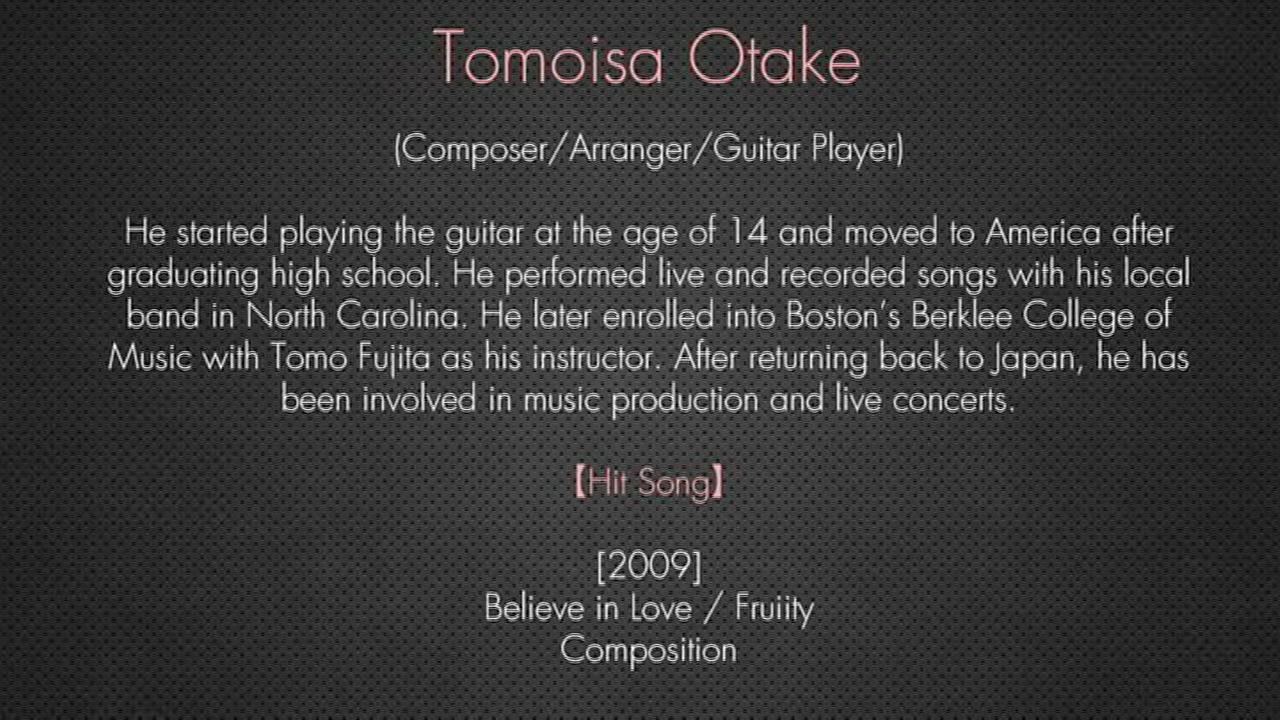 Tomoisa Otake
(Composer/Arranger/Guitar Player)
He started playing the guitar at the age of 14 and moved to America after
graduating high school. He performed live and recorded songs with his local
band in North Carolina. He later enrolled into Boston's Berklee College of
Music with Tomo Fujita as his instructor. After returning back to Japan, he has
been involved in music production and live concerts.
【Hit Song】
[2009]
Believe in Love / Fruiity
Composition